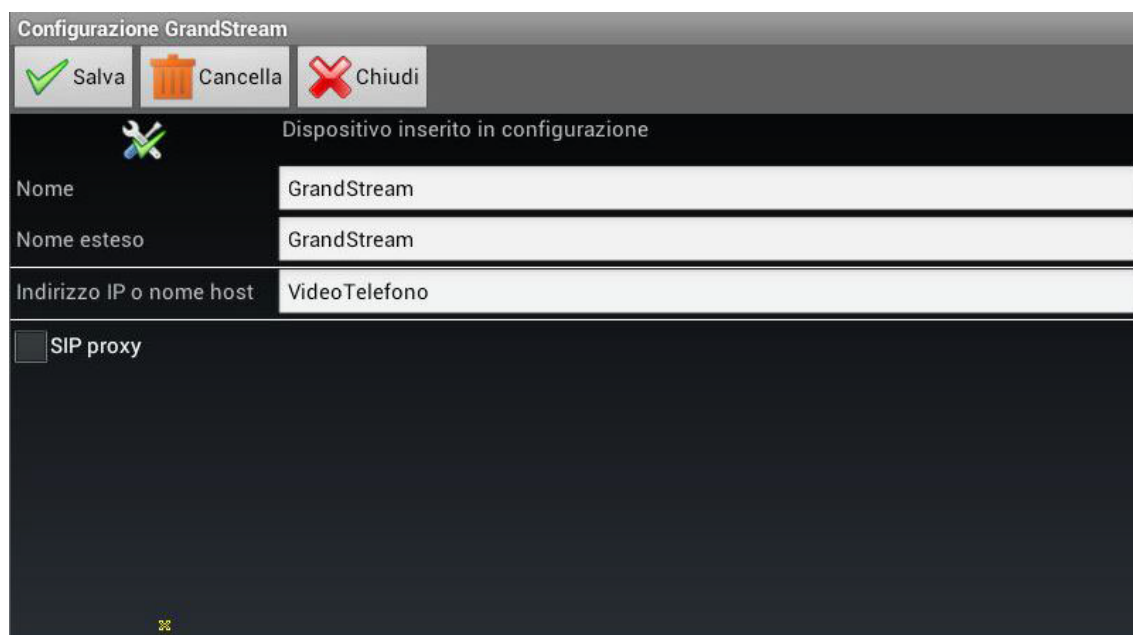 Configurazione GrandStream
Salva Cancella Chiudi
Dispositivo inserito in configurazione
Nome GrandStream
Nome esteso GrandStream
Indirizzo IP o nome host VideoTelefono
SIP proxy